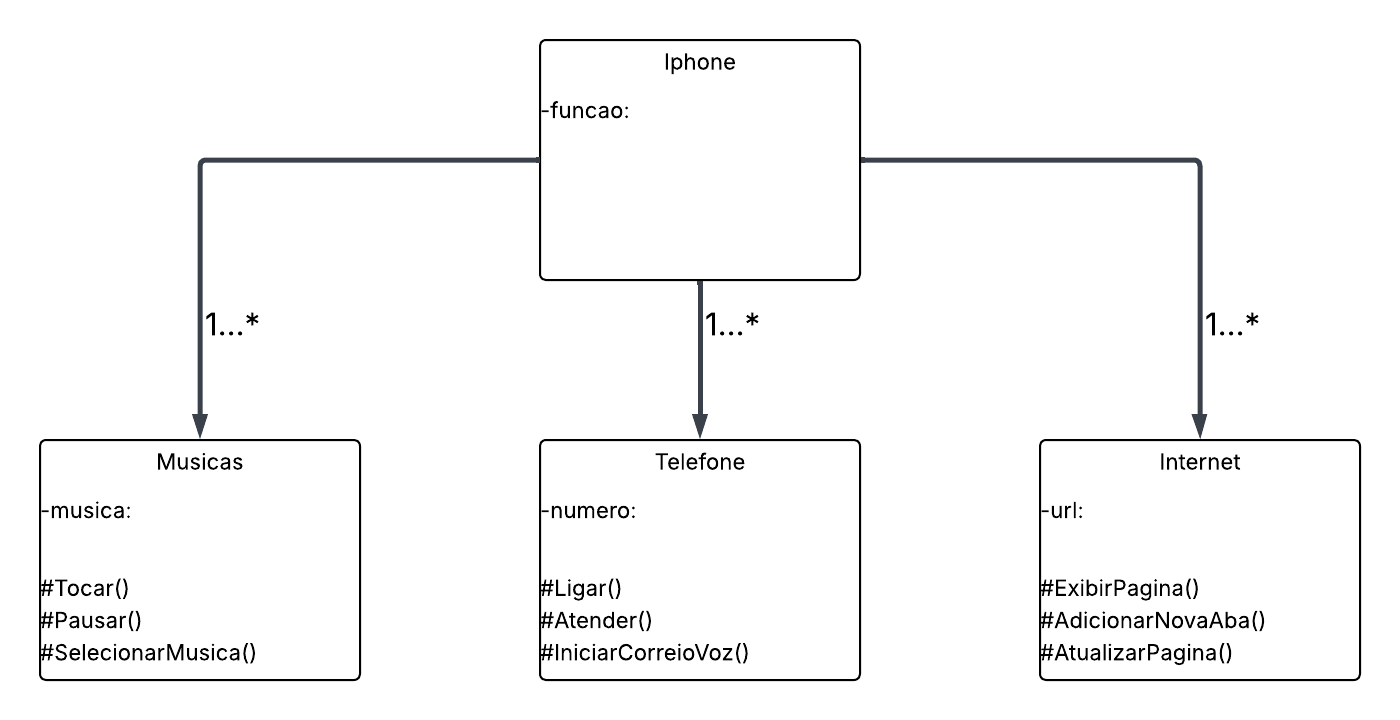 Iphone
-funcao:
1...*
1...*
1...*
Musicas
-musica:
#Tocar()
#Pausar()
#SelecionarMusica()
Telefone
-numero:
#Ligar()
#Atender()
#IniciarCorreioVoz()
Internet
-url:
#ExibirPagina()
#AdicionarNovaAba()
#AtualizarPagina()